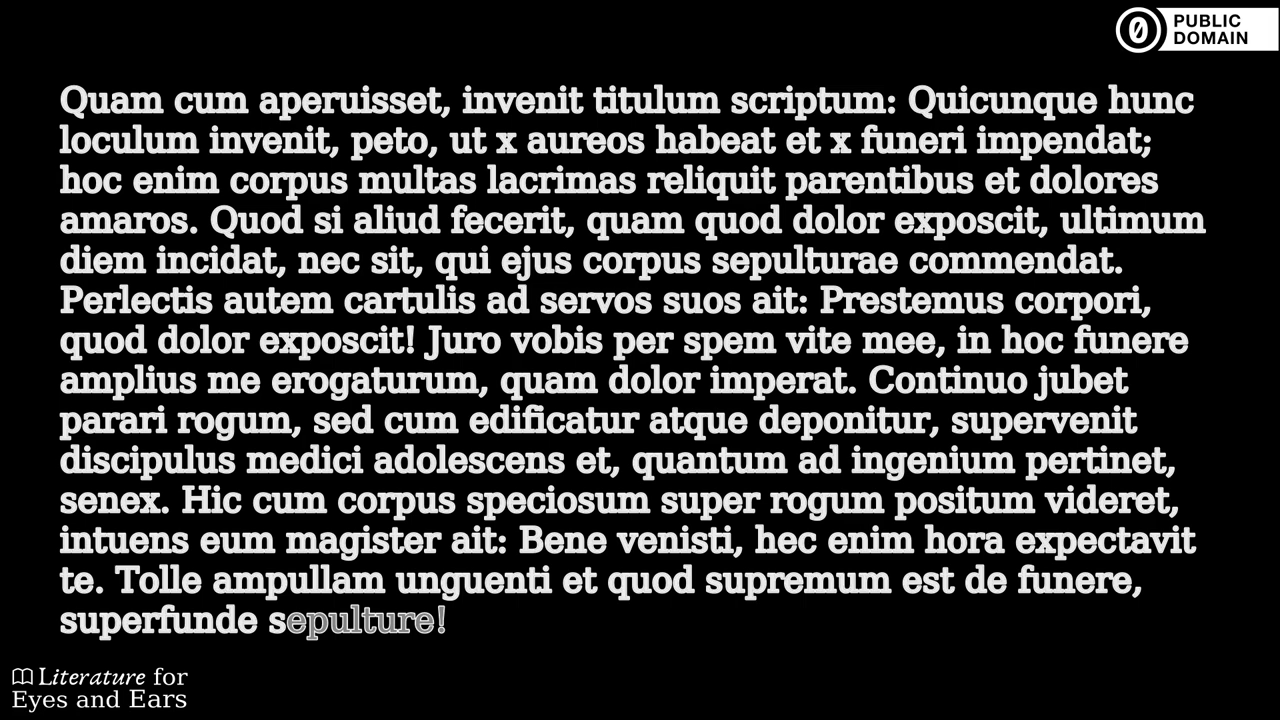 PUBLIC
DOMAIN
Quam cum aperuisset, invenit titulum scriptum: Quicunque hunc
loculum invenit, peto, ut x aureos habeat et x funeri impendat;
hoc enim corpus multas lacrimas reliquit parentibus et dolores
amaros. Quod si aliud fecerit, quam quod dolor exposcit, ultimum
diem incidat, nec sit, qui ejus corpus sepulturae commendat.
Perlectis autem cartulis ad servos suos ait: Prestemus corpori,
quod dolor exposcit! Juro vobis per spem vite mee, in hoc funere
amplius me erogaturum, quam dolor imperat. Continuo jubet
parari rogum, sed cum edificatur atque deponitur, supervenit
discipulus medici adolescens et, quantum ad ingenium pertinet,
senex. Hic cum corpus speciosum super rogum positum videret,
intuens eum magister ait: Bene venisti, hec enim hora expectavit
te. Tolle ampullam unguenti et quod supremum est de funere,
superfunde sepulture!
Literature for
Eyes and Ears